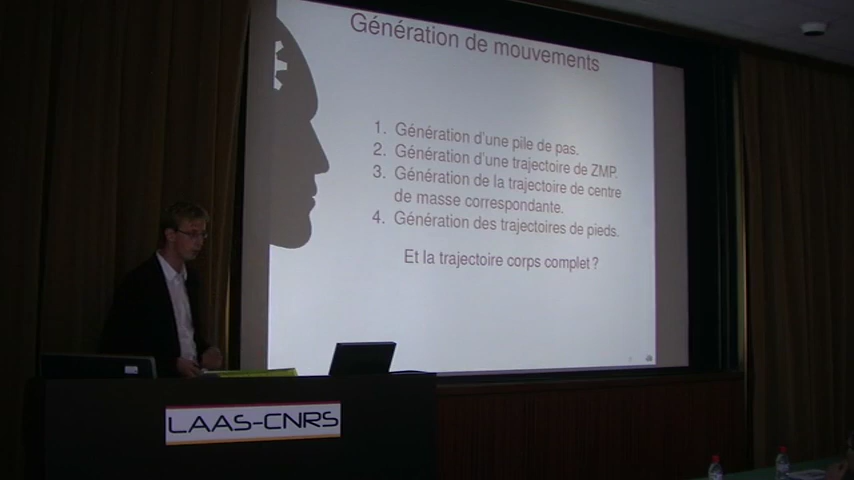 Génération de mouvements
1. Génération d'une pile de pas.
2. Génération d'une trajectoire de ZMP.
3. Génération de la trajectoire de centre
de masse correspondante.
4. Génération des trajectoires de pieds.
Et la trajectoire corps complet ?
LAAS-CNRS